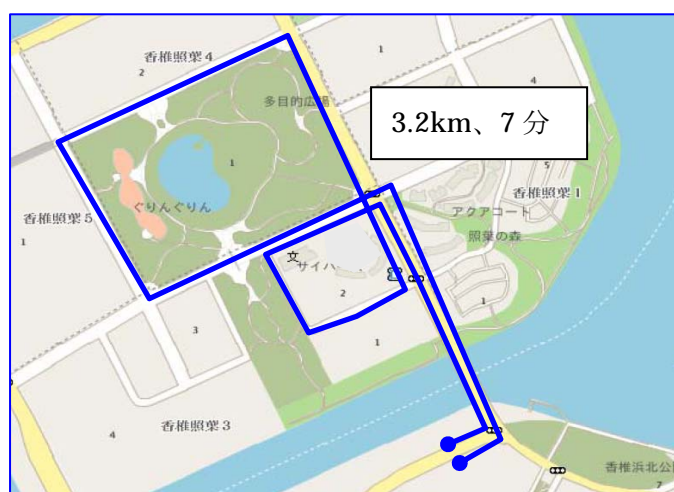 香椎照葉4
2
1
多目的広場
4
3.2km、7 分
1
5
香椎照葉1
ぐりんぐりん
アクアコート
香椎照葉5
照葉の森
1
文
サイハ
2
3
1
1
香椎照葉3
4
香椎浜北公
7